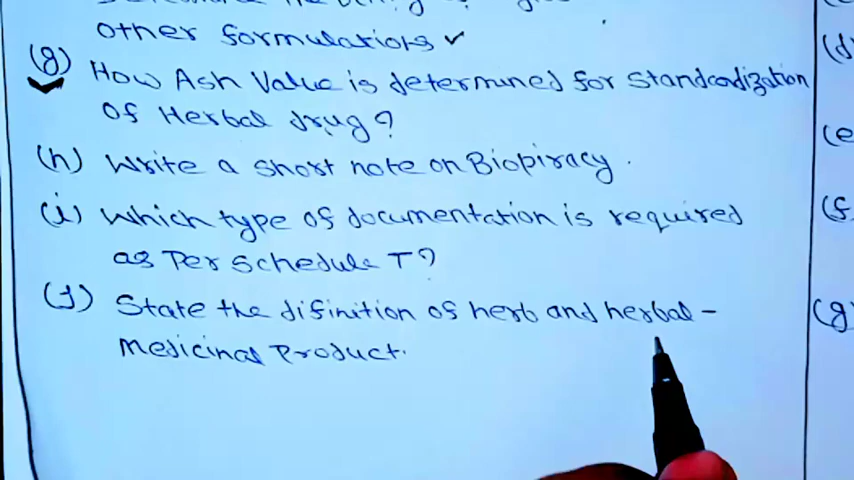 other formulations ✓
(g) How Ash Value is determined for standardization
of Herbal drug?
(h) Write a short note on Biopiracy.
(i) which type of documentation is required
as Per schedule T?
(J) State the difinition of herb and herbal -
medicinal Product.
(d
(e
(f
(g